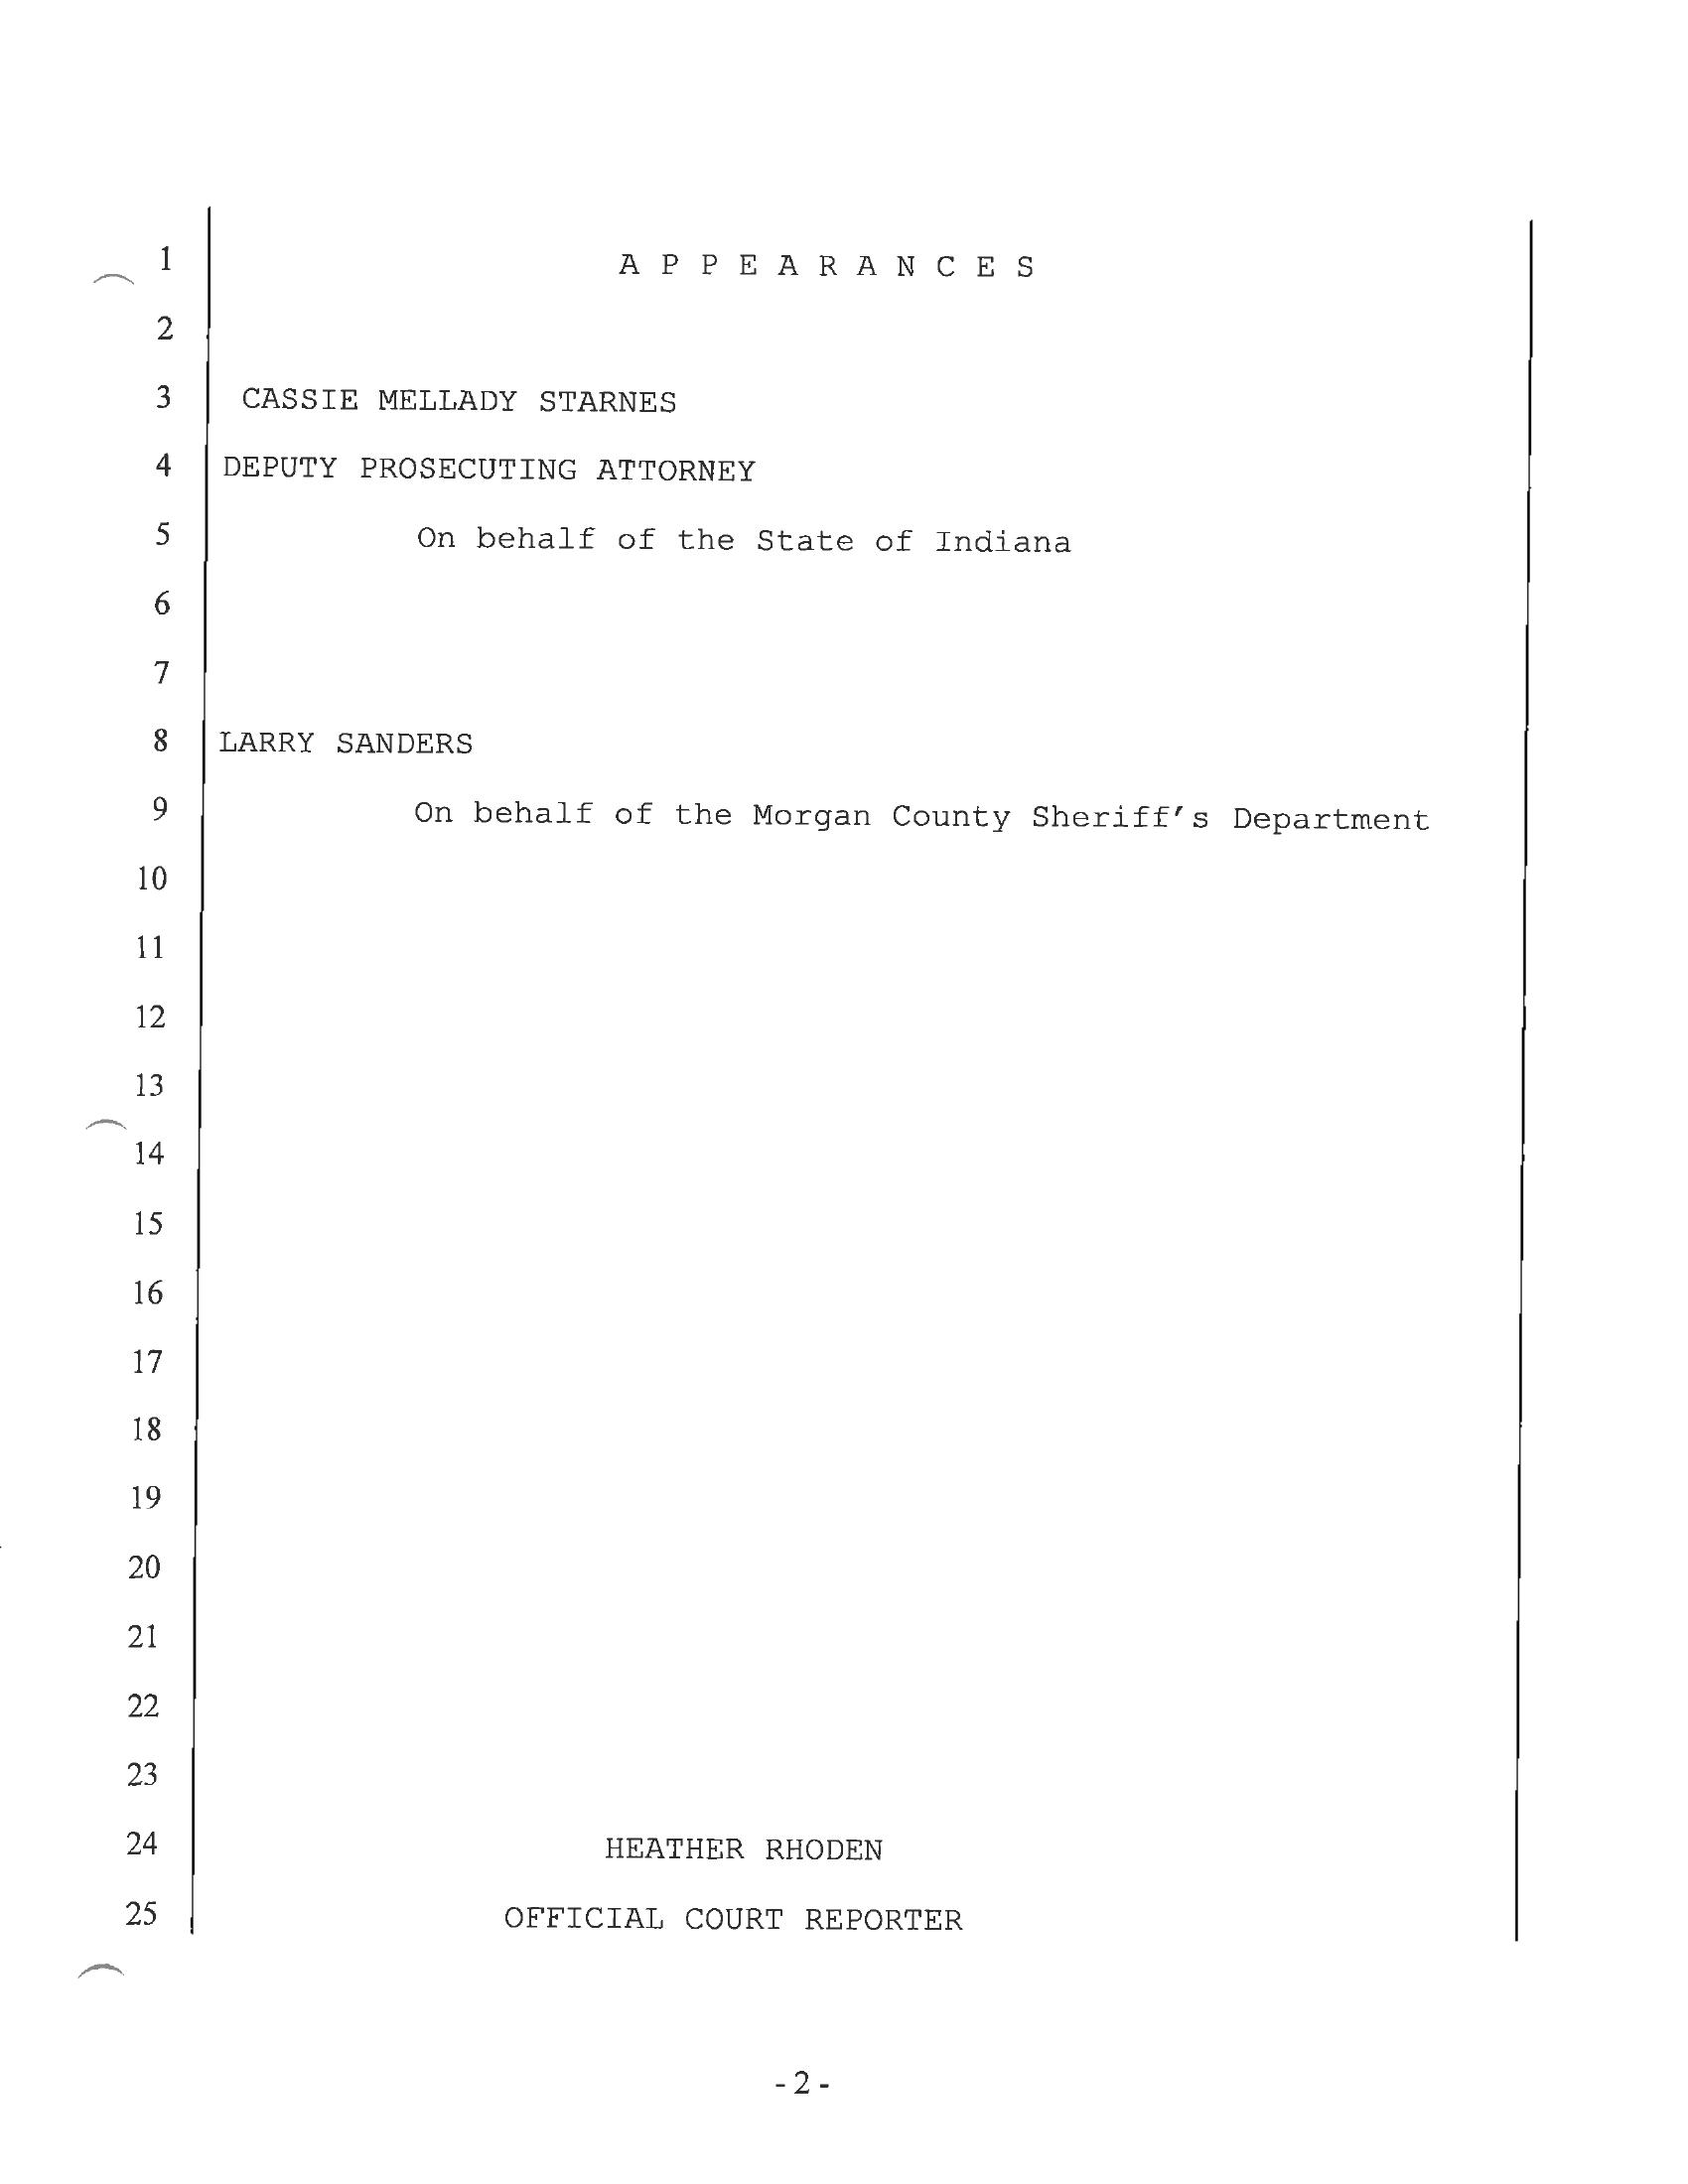 1 A P P E A R A N C E S
2
3 CASSIE MELLADY STARNES
4 DEPUTY PROSECUTING ATTORNEY
5 On behalf of the State of Indiana
6
7
8 LARRY SANDERS
9 On behalf of the Morgan County Sheriff's Department
10
11
12
13
14
15
16
17
18
19
20
21
22
23
24 HEATHER RHODEN
25 OFFICIAL COURT REPORTER
-2-